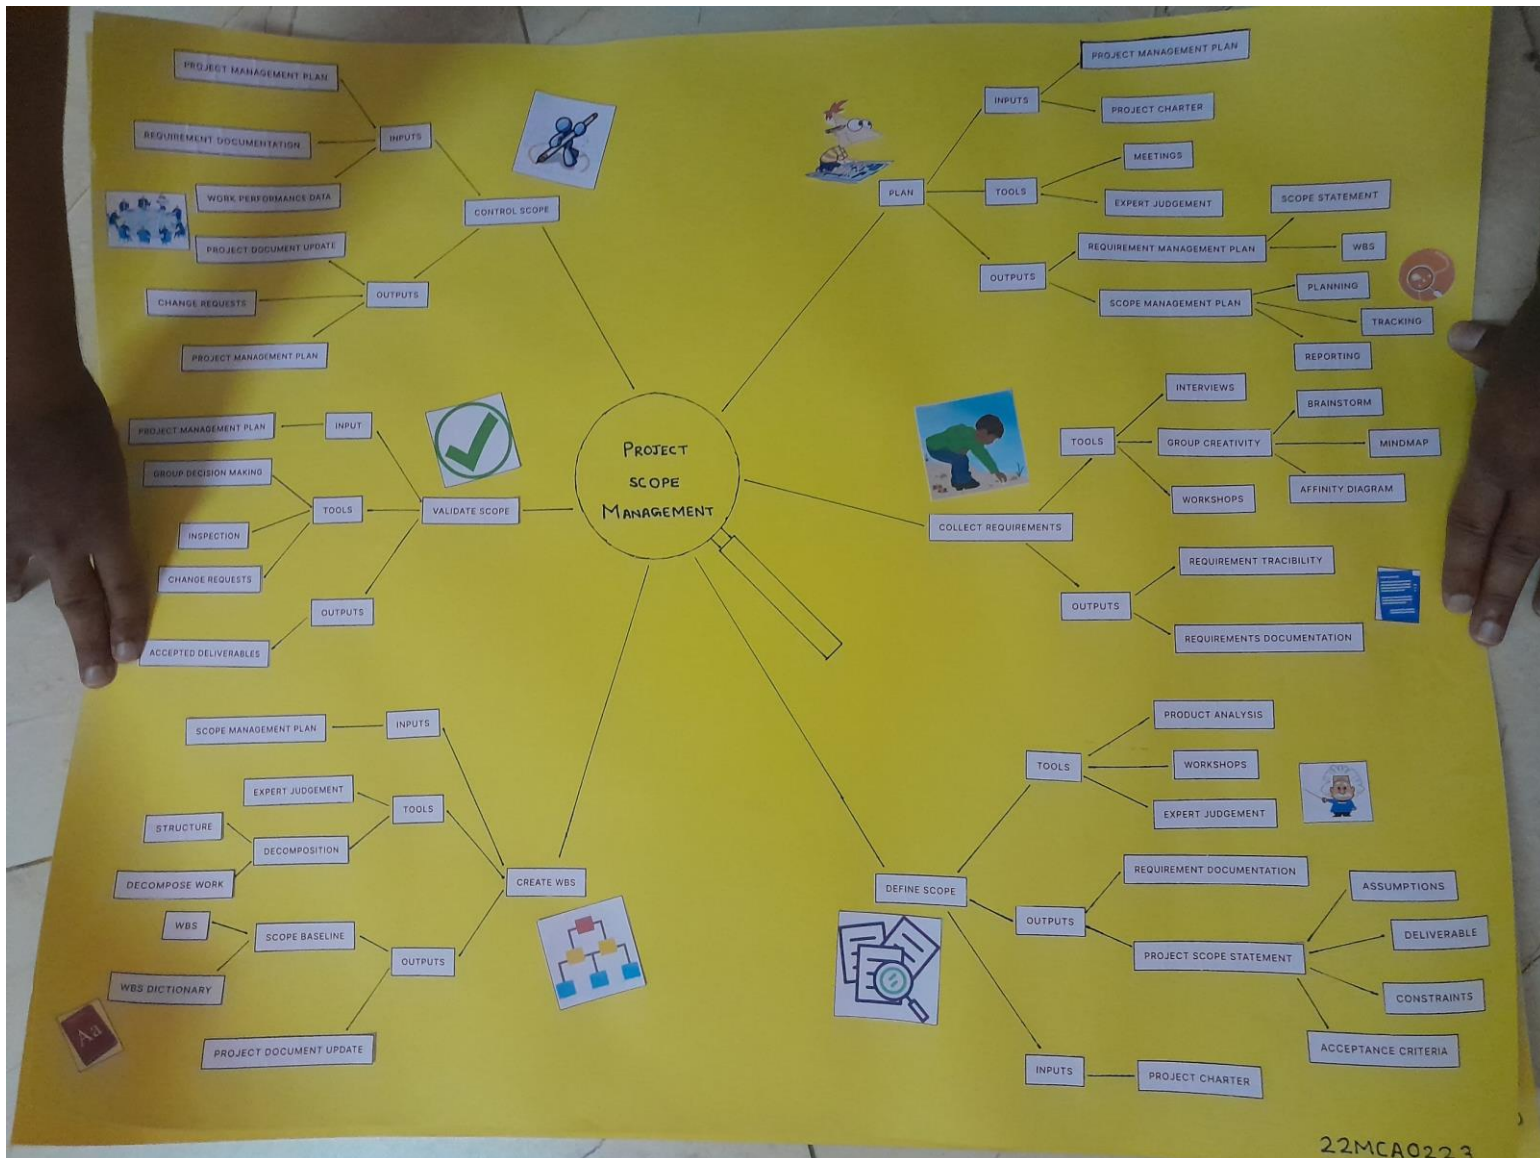 PROJECT
SCOPE
MANAGEMENT
PLAN
INPUTS
PROJECT MANAGEMENT PLAN
PROJECT CHARTER
TOOLS
MEETINGS
EXPERT JUDGEMENT
OUTPUTS
REQUIREMENT MANAGEMENT PLAN
SCOPE STATEMENT
WBS
SCOPE MANAGEMENT PLAN
PLANNING
TRACKING
REPORTING
COLLECT REQUIREMENTS
TOOLS
INTERVIEWS
GROUP CREATIVITY
BRAINSTORM
MINDMAP
AFFINITY DIAGRAM
WORKSHOPS
OUTPUTS
REQUIREMENT TRACIBILITY
REQUIREMENTS DOCUMENTATION
DEFINE SCOPE
TOOLS
PRODUCT ANALYSIS
WORKSHOPS
EXPERT JUDGEMENT
OUTPUTS
REQUIREMENT DOCUMENTATION
PROJECT SCOPE STATEMENT
ASSUMPTIONS
DELIVERABLE
CONSTRAINTS
ACCEPTANCE CRITERIA
INPUTS
PROJECT CHARTER
CREATE WBS
INPUTS
SCOPE MANAGEMENT PLAN
TOOLS
EXPERT JUDGEMENT
DECOMPOSITION
STRUCTURE
DECOMPOSE WORK
OUTPUTS
SCOPE BASELINE
WBS
WBS DICTIONARY
PROJECT DOCUMENT UPDATE
Aa
VALIDATE SCOPE
INPUT
PROJECT MANAGEMENT PLAN
TOOLS
GROUP DECISION MAKING
INSPECTION
CHANGE REQUESTS
OUTPUTS
ACCEPTED DELIVERABLES
CONTROL SCOPE
INPUTS
PROJECT MANAGEMENT PLAN
REQUIREMENT DOCUMENTATION
WORK PERFORMANCE DATA
OUTPUTS
PROJECT DOCUMENT UPDATE
CHANGE REQUESTS
PROJECT MANAGEMENT PLAN
22MCA0223